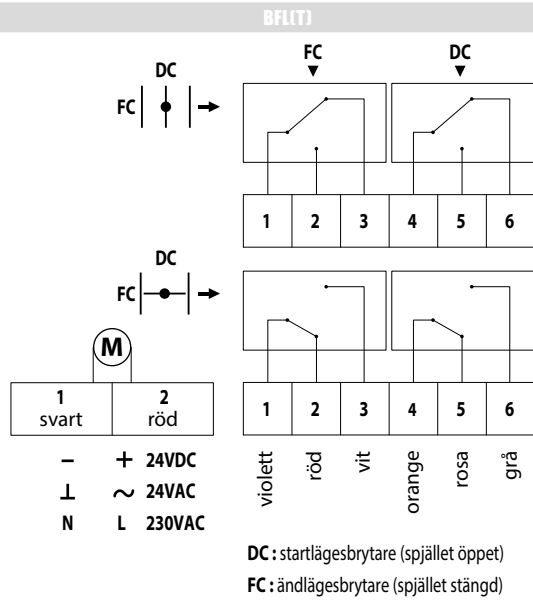 BFL(T)
FC DC
DC
FC
1 2 3 4 5 6
DC
FC
M
1 2
svart röd
1 2 3 4 5 6
violett röd vit orange rosa grå
– + 24VDC
⊥ ~ 24VAC
N L 230VAC
DC : startlägesbrytare (spjället öppet)
FC : ändlägesbrytare (spjället stängd)